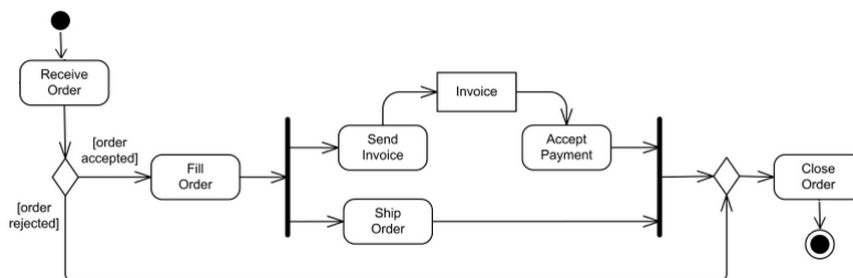 Receive
Order
[order
accepted]
[order
rejected]
Fill
Order
Send
Invoice
Invoice
Accept
Payment
Ship
Order
Close
Order